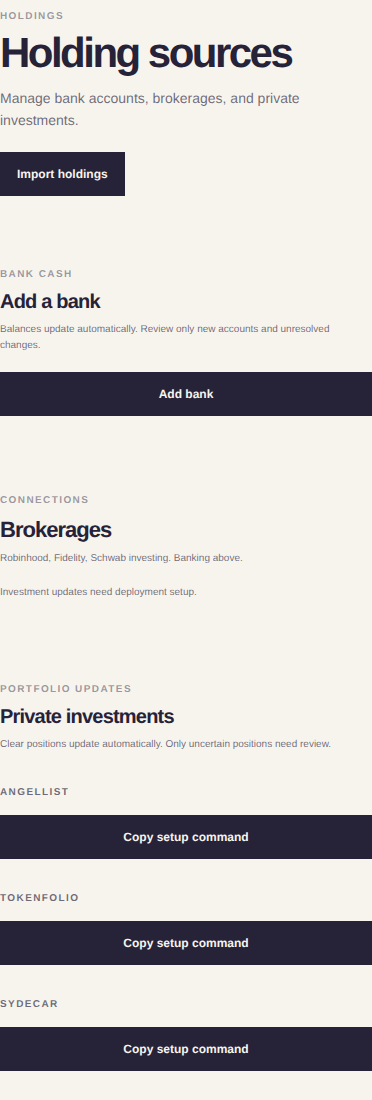 HOLDINGS
Holding sources
Manage bank accounts, brokerages, and private
investments.
Import holdings
BANK CASH
Add a bank
Balances update automatically. Review only new accounts and unresolved
changes.
Add bank
CONNECTIONS
Brokerages
Robinhood, Fidelity, Schwab investing. Banking above.
Investment updates need deployment setup.
PORTFOLIO UPDATES
Private investments
Clear positions update automatically. Only uncertain positions need review.
ANGELLIST
Copy setup command
TOKENFOLIO
Copy setup command
SYDECAR
Copy setup command